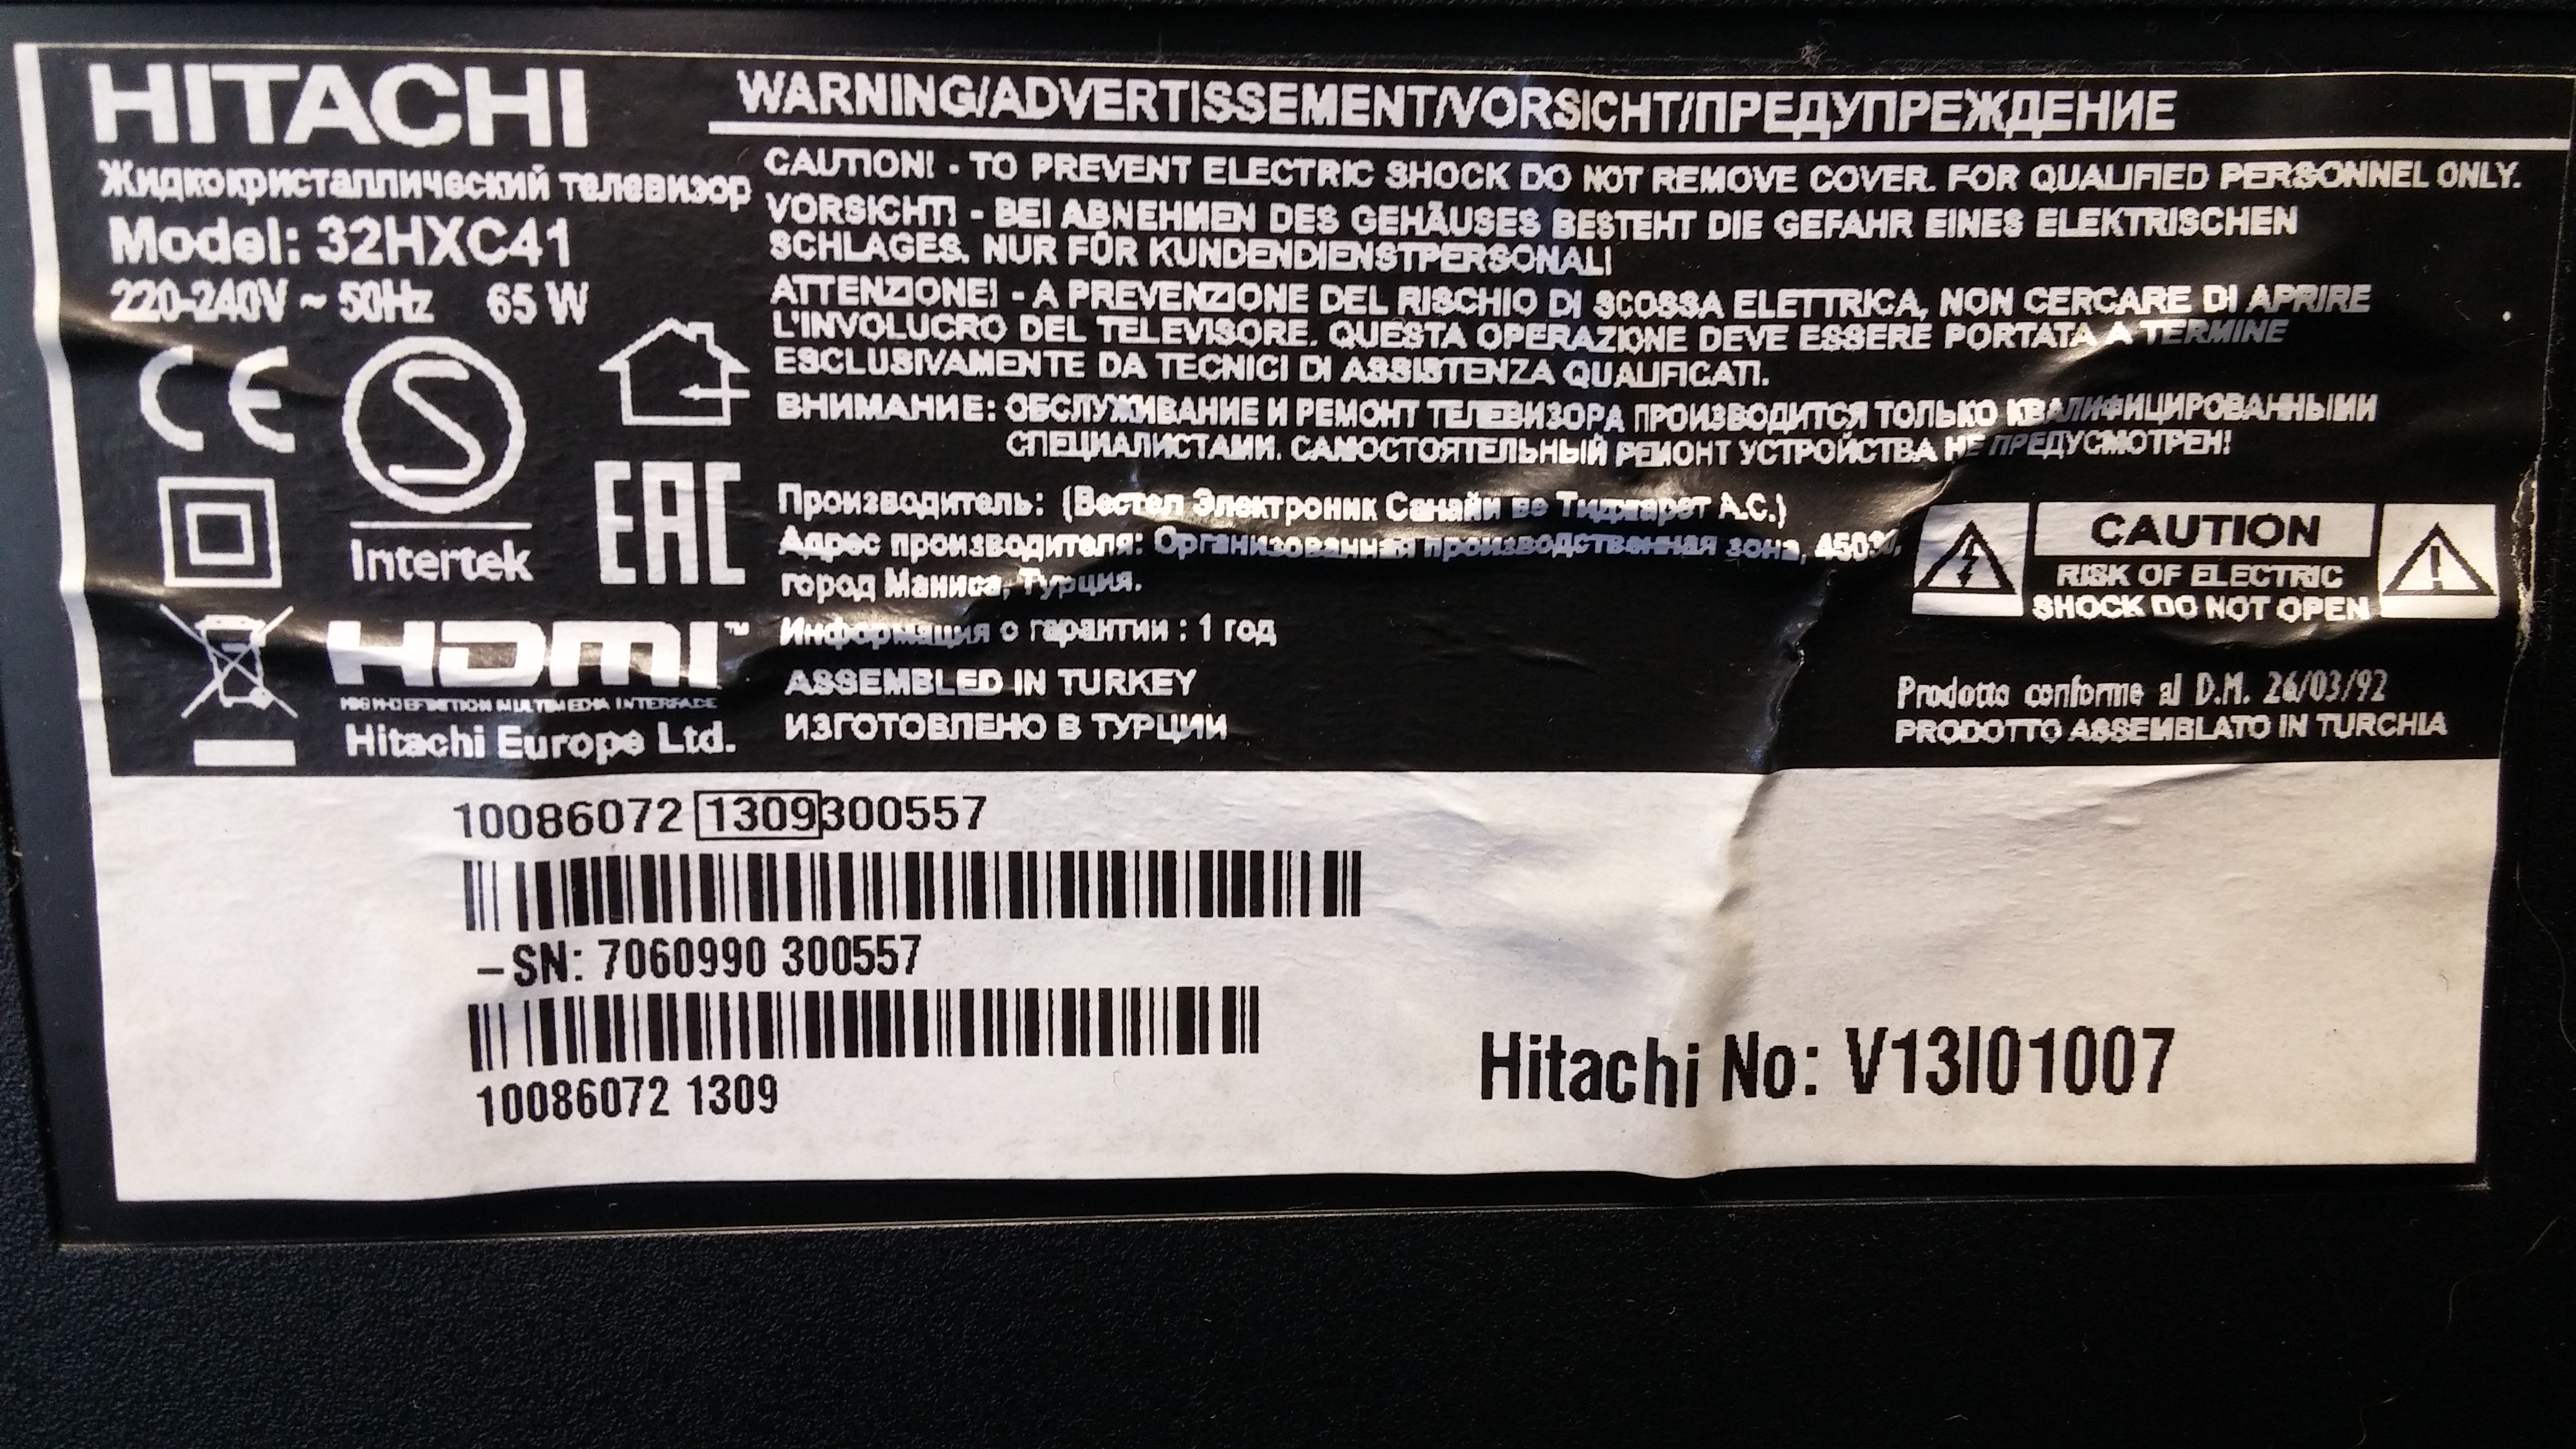 HITACHI
Жидкокристаллический телевизор
Model: 32HXC41
220-240V ~ 50Hz 65 W
CE
S
Intertek
EAC
HDMI™
HIGH-DEFINITION MULTIMEDIA INTERFACE
Hitachi Europe Ltd.
WARNING/ADVERTISSEMENT/VORSICHT/ПРЕДУПРЕЖДЕНИЕ
CAUTION! - TO PREVENT ELECTRIC SHOCK DO NOT REMOVE COVER. FOR QUALIFIED PERSONNEL ONLY.
VORSICHT! - BEI ABNEHMEN DES GEHÄUSES BESTEHT DIE GEFAHR EINES ELEKTRISCHEN
SCHLAGES. NUR FÜR KUNDENDIENSTPERSONAL!
ATTENZIONE! - A PREVENZIONE DEL RISCHIO DI SCOSSA ELETTRICA, NON CERCARE DI APRIRE
L'INVOLUCRO DEL TELEVISORE. QUESTA OPERAZIONE DEVE ESSERE PORTATA A TERMINE
ESCLUSIVAMENTE DA TECNICI DI ASSISTENZA QUALIFICATI.
ВНИМАНИЕ: ОБСЛУЖИВАНИЕ И РЕМОНТ ТЕЛЕВИЗОРА ПРОИЗВОДИТСЯ ТОЛЬКО КВАЛИФИЦИРОВАННЫМИ
СПЕЦИАЛИСТАМИ. САМОСТОЯТЕЛЬНЫЙ РЕМОНТ УСТРОЙСТВА НЕ ПРЕДУСМОТРЕН!
Производитель: (Вестел Электроник Санайи ве Тиджарет А.С.)
Адрес производителя: Организованная производственная зона, 45030,
город Маниса, Турция.
Информация о гарантии : 1 год
ASSEMBLED IN TURKEY
ИЗГОТОВЛЕНО В ТУРЦИИ
CAUTION
RISK OF ELECTRIC
SHOCK DO NOT OPEN
Prodotto conforme al D.M. 26/03/92
PRODOTTO ASSEMBLATO IN TURCHIA
10086072 1309300557
-SN: 7060990 300557
10086072 1309
Hitachi No: V13I01007